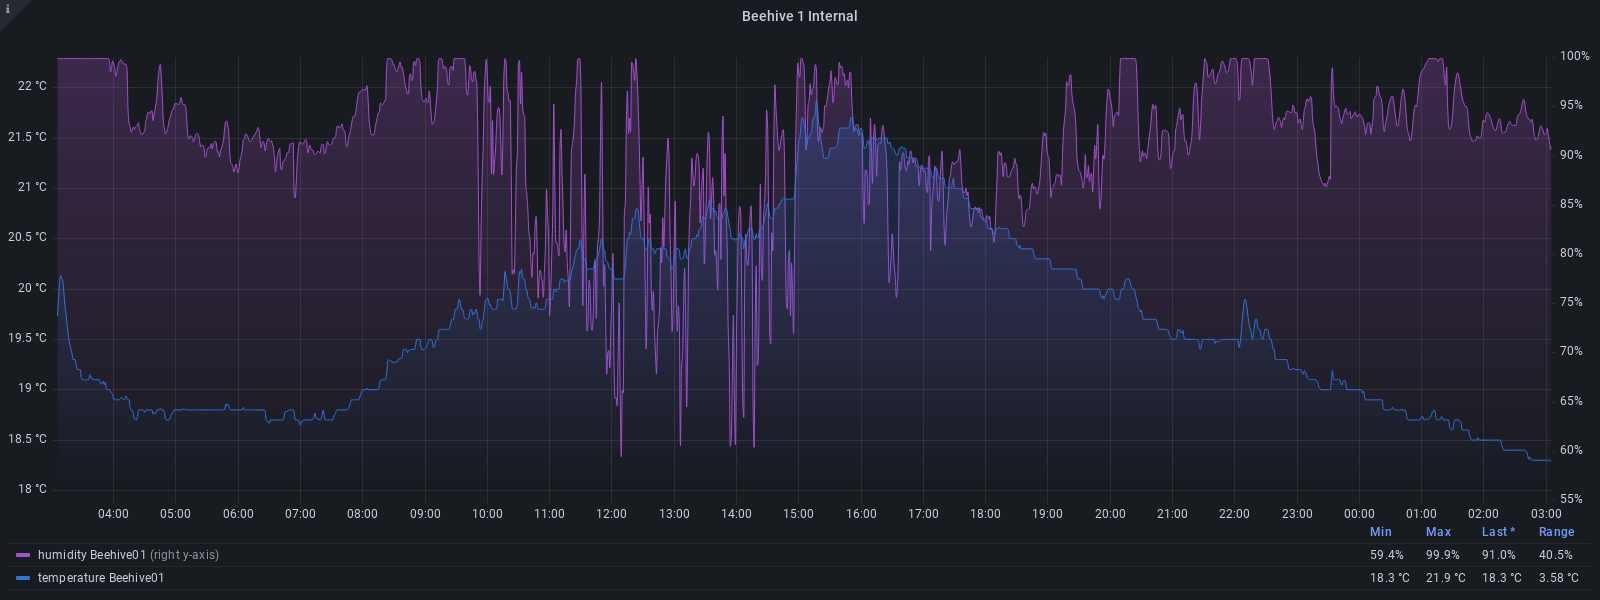 i
Beehive 1 Internal
22 °C
21.5 °C
21 °C
20.5 °C
20 °C
19.5 °C
19 °C
18.5 °C
18 °C
100%
95%
90%
85%
80%
75%
70%
65%
60%
55%
04:00 05:00 06:00 07:00 08:00 09:00 10:00 11:00 12:00 13:00 14:00 15:00 16:00 17:00 18:00 19:00 20:00 21:00 22:00 23:00 00:00 01:00 02:00 03:00
Min Max Last * Range
humidity Beehive01 (right y-axis) 59.4% 99.9% 91.0% 40.5%
temperature Beehive01 18.3 °C 21.9 °C 18.3 °C 3.58 °C